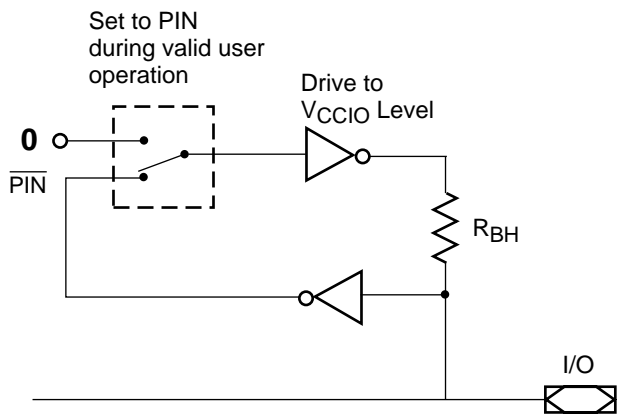 Set to PIN
during valid user
operation
Drive to
VCCIO Level
0
PIN
RBH
I/O